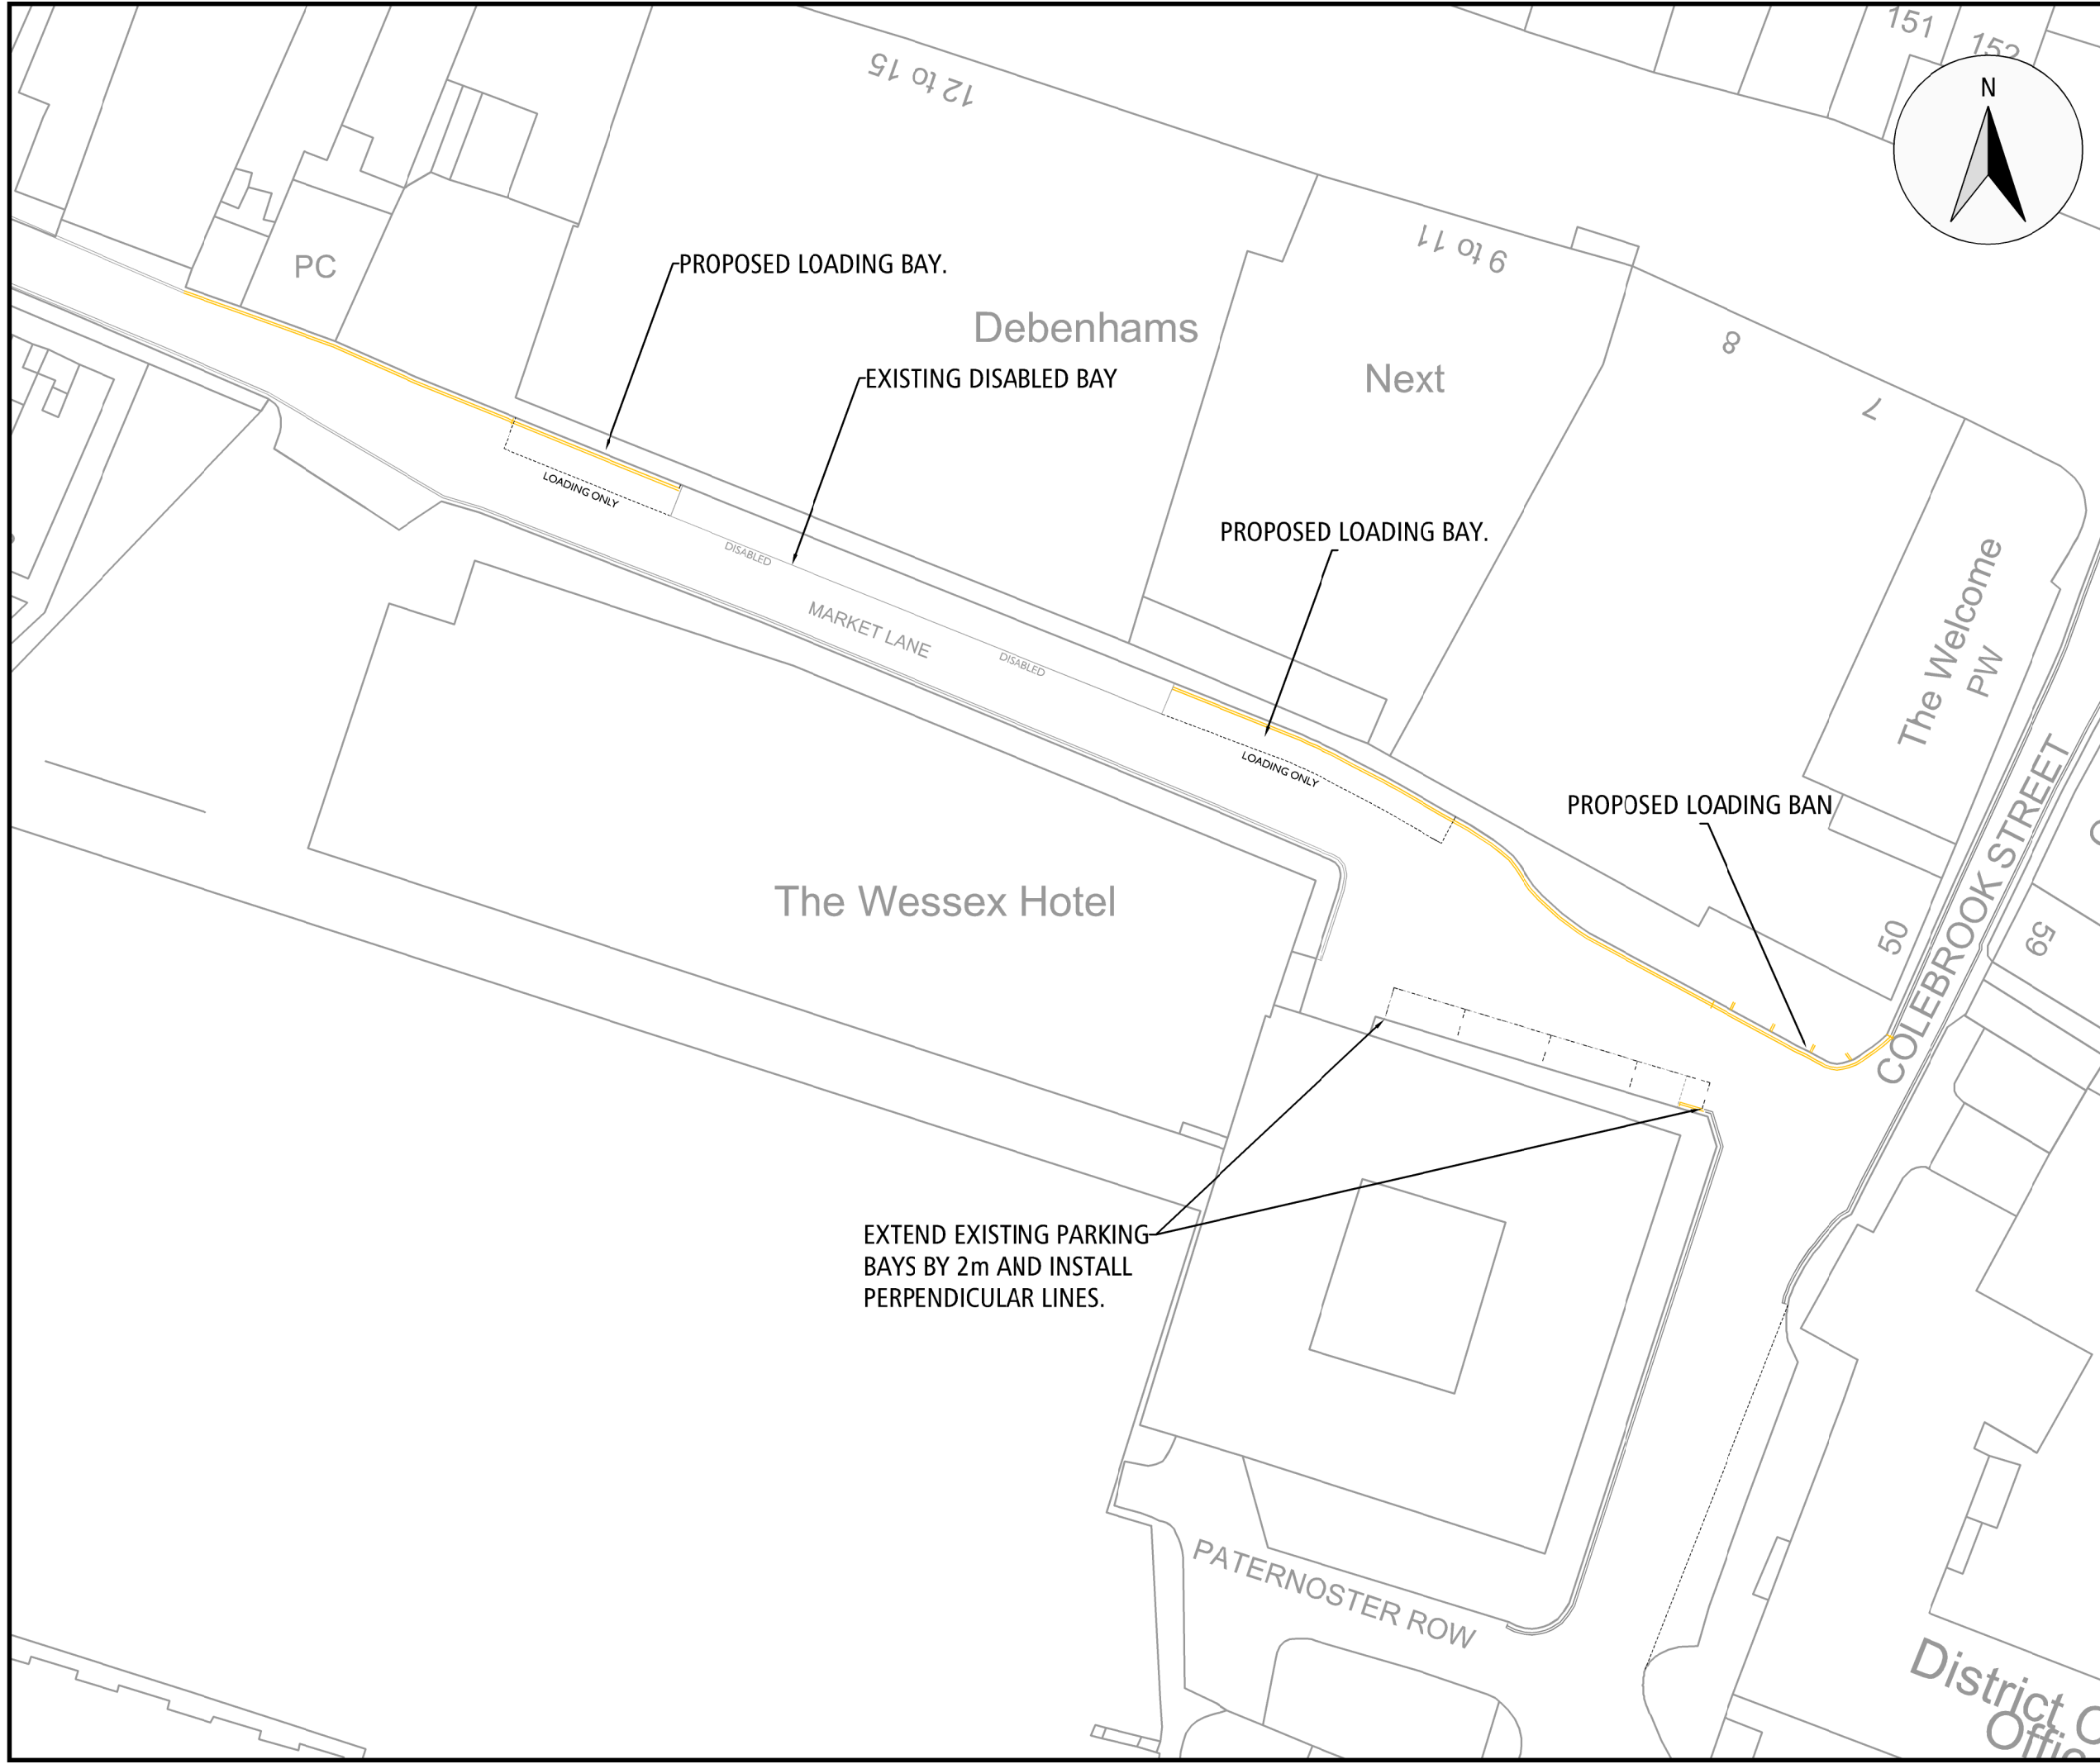 151
152
N
12 to 15
9 to 11
8
7
PC
PROPOSED LOADING BAY.
Debenhams
Next
EXISTING DISABLED BAY
LOADING ONLY
PROPOSED LOADING BAY.
DISABLED
MARKET LANE
DISABLED
LOADING ONLY
The Welcome
PW
PROPOSED LOADING BAN
COLEBROOK STREET
The Wessex Hotel
50
59
EXTEND EXISTING PARKING
BAYS BY 2m AND INSTALL
PERPENDICULAR LINES.
PATERNOSTER ROW
District